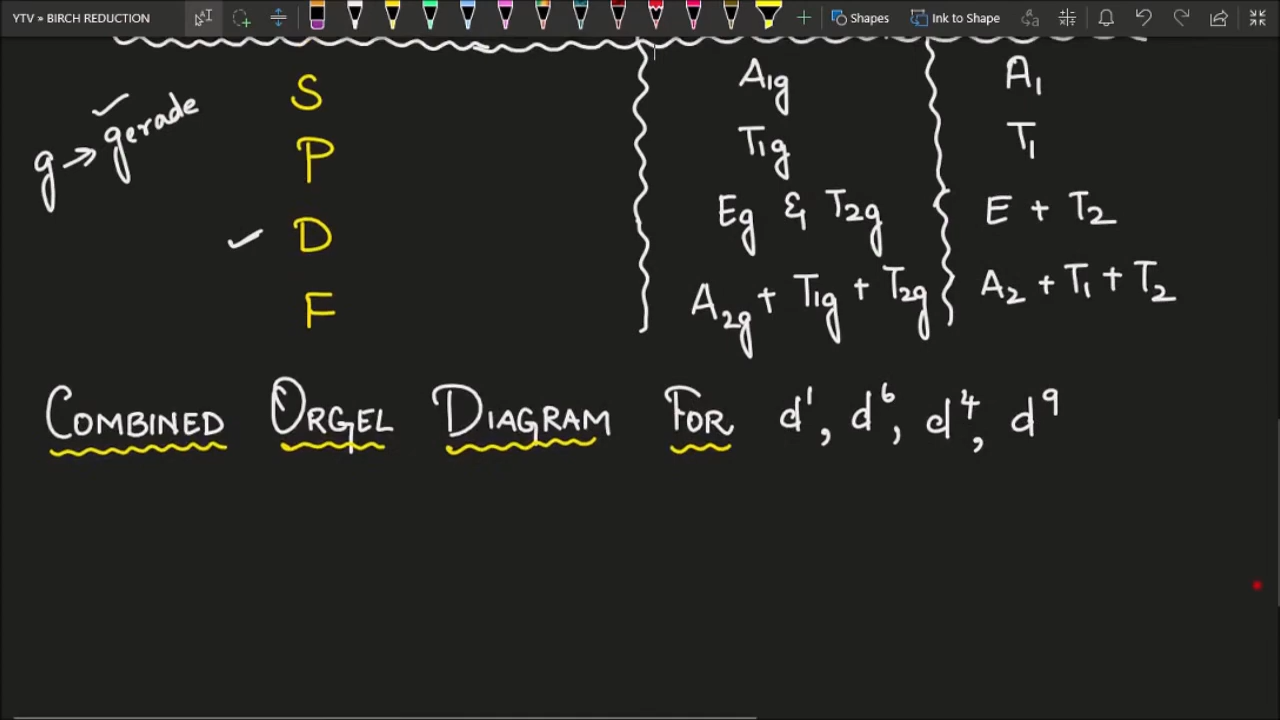 YTV » BIRCH REDUCTION Shapes Ink to Shape
S A1g A1
g → gerade
P T1g T1
D Eg & T2g E + T2
F A2g + T1g + T2g A2 + T1 + T2
COMBINED ORGEL DIAGRAM FOR d¹, d⁶, d⁴, d⁹